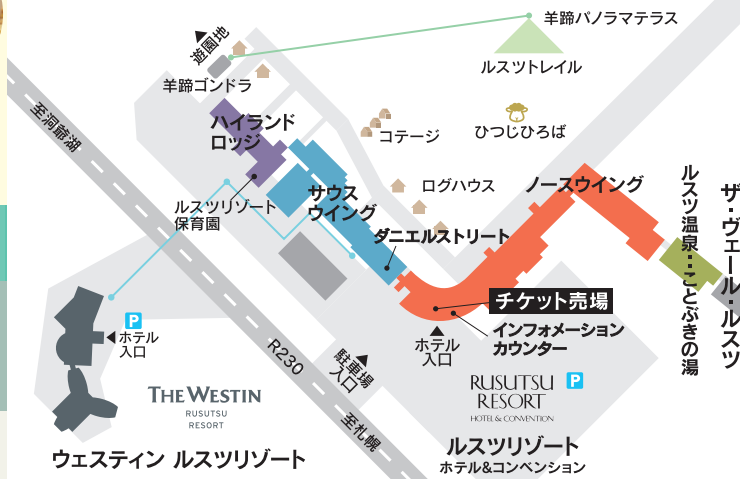 遊園地
羊蹄パノラマテラス
ルスツトレイル
羊蹄ゴンドラ
至洞爺湖
ハイランド
ロッジ
コテージ
ひつじひろば
ルスツリゾート
保育園
サウス
ウイング
ログハウス
ノースウイング
ダニエルストリート
ルスツ温泉…ことぶきの湯
ザ・ヴェール・ルスツ
チケット売場
インフォメーション
カウンター
P
ホテル
入口
ホテル
入口
R230
駐車場
入口
至札幌
THE WESTIN
RUSUTSU
RESORT
ウェスティン ルスツリゾート
RUSUTSU
RESORT
HOTEL & CONVENTION
P
ルスツリゾート
ホテル&コンベンション